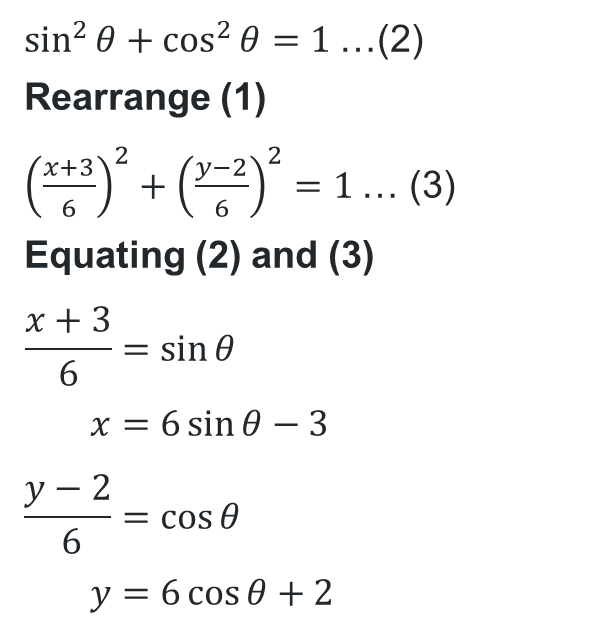 sin² θ + cos² θ = 1 …(2)
Rearrange (1)
((x+3)/6)² + ((y−2)/6)² = 1 … (3)
Equating (2) and (3)
(x + 3)/6 = sin θ
x = 6 sin θ − 3
(y − 2)/6 = cos θ
y = 6 cos θ + 2